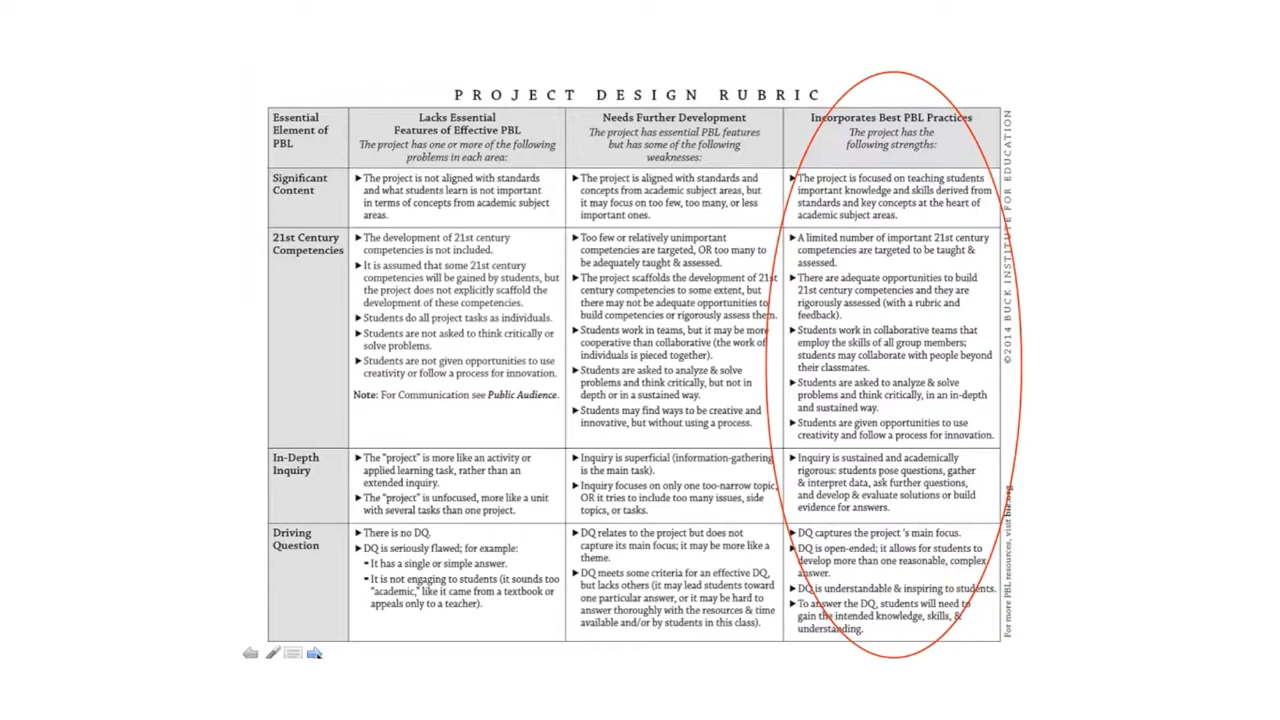 PROJECT DESIGN RUBRIC
Essential
Element of
PBL
Lacks Essential
Features of Effective PBL
The project has one or more of the following
problems in each area:
Needs Further Development
The project has essential PBL features
but has some of the following
weaknesses:
Incorporates Best PBL Practices
The project has the
following strengths:
Significant
Content
▶The project is not aligned with standards
and what students learn is not important
in terms of concepts from academic subject
areas.
▶The project is aligned with standards and
concepts from academic subject areas, but
it may focus on too few, too many, or less
important ones.
▶The project is focused on teaching students
important knowledge and skills derived from
standards and key concepts at the heart of
academic subject areas.
21st Century
Competencies
▶The development of 21st century
competencies is not included.
▶It is assumed that some 21st century
competencies will be gained by students, but
the project does not explicitly scaffold the
development of these competencies.
▶Students do all project tasks as individuals.
▶Students are not asked to think critically or
solve problems.
▶Students are not given opportunities to use
creativity or follow a process for innovation.
Note: For Communication see Public Audience.
▶Too few or relatively unimportant
competencies are targeted, OR too many to
be adequately taught & assessed.
▶The project scaffolds the development of 21st
century competencies to some extent, but
there may not be adequate opportunities to
build competencies or rigorously assess them.
▶Students work in teams, but it may be more
cooperative than collaborative (the work of
individuals is pieced together).
▶Students are asked to analyze & solve
problems and think critically, but not in
depth or in a sustained way.
▶Students may find ways to be creative and
innovative, but without using a process.
▶A limited number of important 21st century
competencies are targeted to be taught &
assessed.
▶There are adequate opportunities to build
21st century competencies and they are
rigorously assessed (with a rubric and
feedback).
▶Students work in collaborative teams that
employ the skills of all group members;
students may collaborate with people beyond
their classmates.
▶Students are asked to analyze & solve
problems and think critically, in an in-depth
and sustained way.
▶Students are given opportunities to use
creativity and follow a process for innovation.
In-Depth
Inquiry
▶The “project” is more like an activity or
applied learning task, rather than an
extended inquiry.
▶The “project” is unfocused, more like a unit
with several tasks than one project.
▶Inquiry is superficial (information-gathering
is the main task).
▶Inquiry focuses on only one too-narrow topic,
OR it tries to include too many issues, side
topics, or tasks.
▶Inquiry is sustained and academically
rigorous: students pose questions, gather
& interpret data, ask further questions,
and develop & evaluate solutions or build
evidence for answers.
Driving
Question
▶There is no DQ.
▶DQ is seriously flawed; for example:
- It has a single or simple answer.
- It is not engaging to students (it sounds too
“academic,” like it came from a textbook or
appeals only to a teacher).
▶DQ relates to the project but does not
capture its main focus; it may be more like a
theme.
▶DQ meets some criteria for an effective DQ,
but lacks others (it may lead students toward
one particular answer, or it may be hard to
answer thoroughly with the resources & time
available and/or by students in this class).
▶DQ captures the project 's main focus.
▶DQ is open-ended; it allows for students to
develop more than one reasonable, complex
answer.
▶DQ is understandable & inspiring to students.
▶To answer the DQ, students will need to
gain the intended knowledge, skills, &
understanding.
©2014 BUCK INSTITUTE FOR EDUCATION
For more PBL resources, visit bie.org